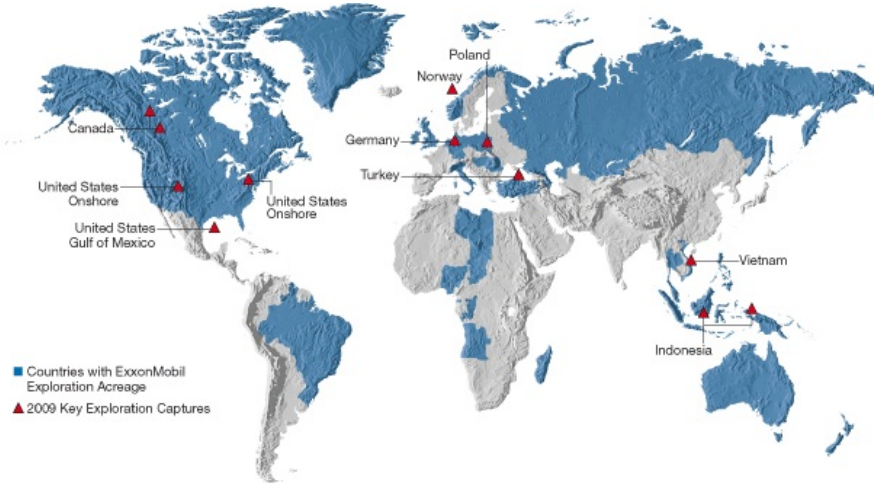 Poland
Norway
Canada
Germany
United States
Onshore
United States
Onshore
Turkey
United States
Gulf of Mexico
Vietnam
Indonesia
Countries with ExxonMobil
Exploration Acreage
2009 Key Exploration Captures